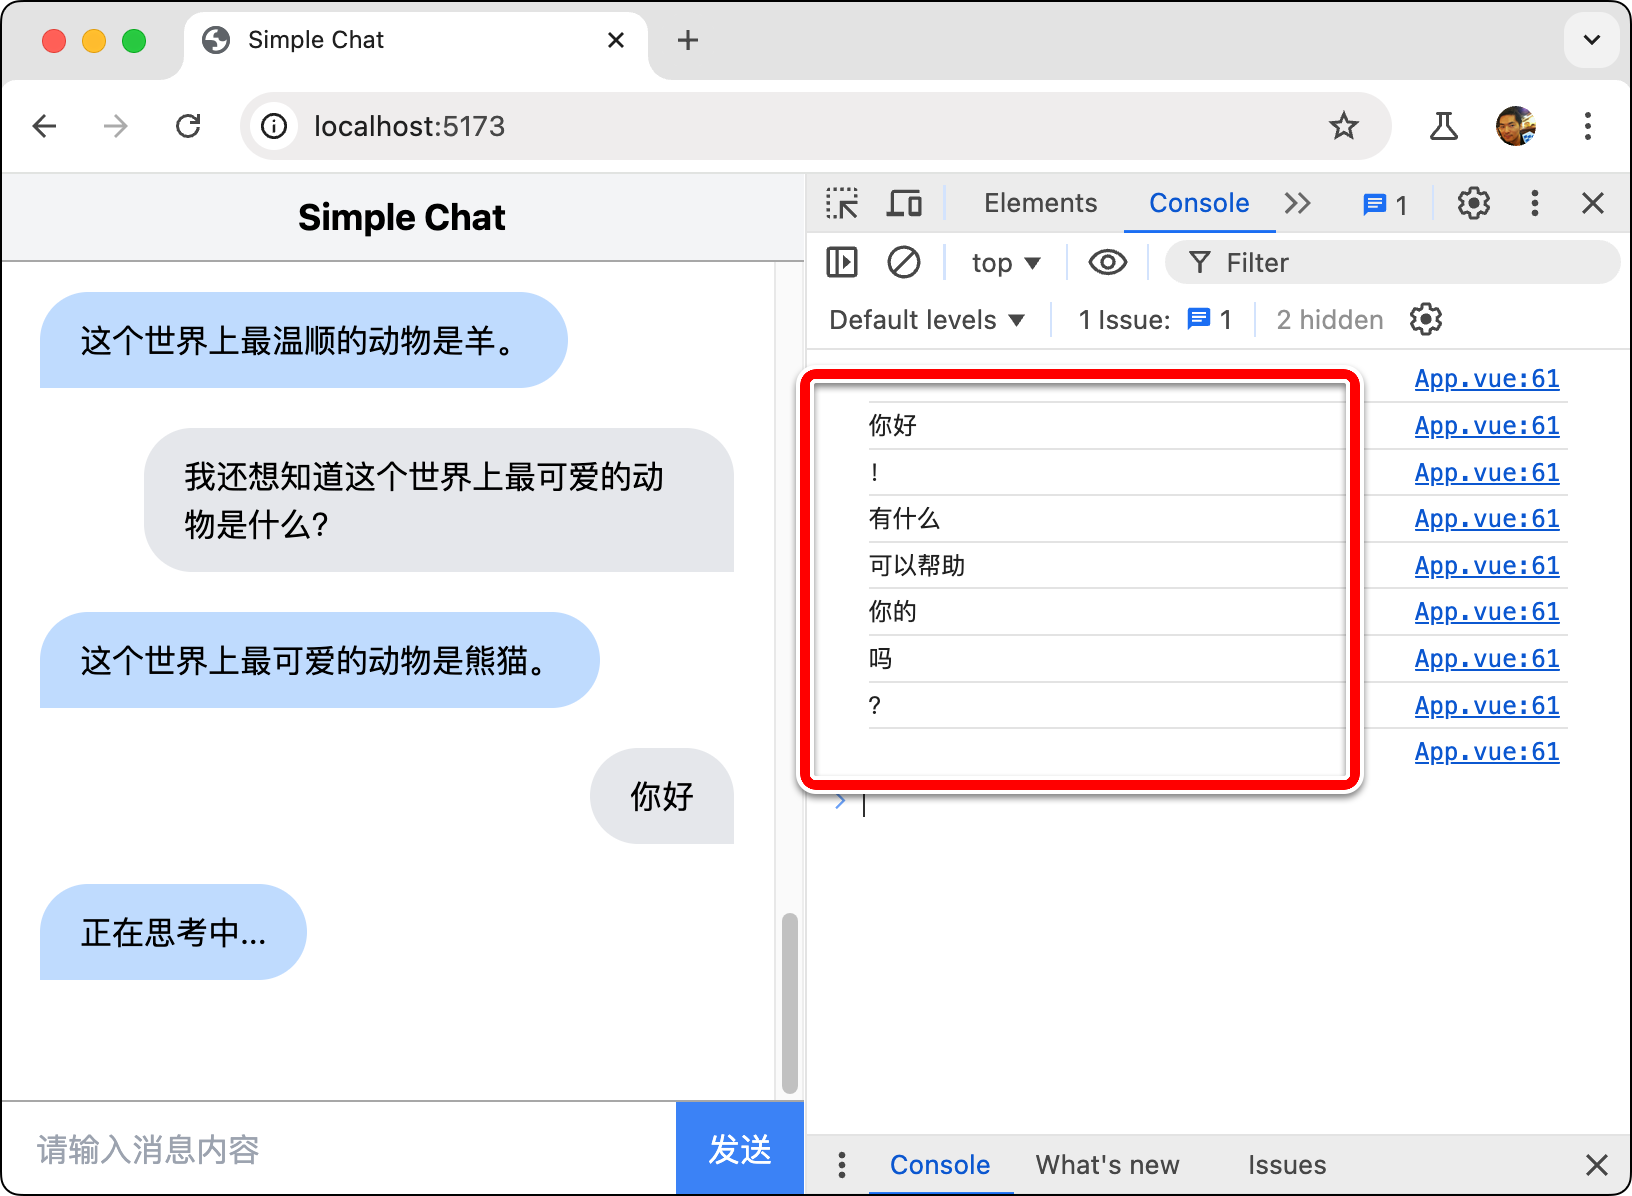 Simple Chat
localhost:5173
Simple Chat
这个世界上最温顺的动物是羊。
我还想知道这个世界上最可爱的动
物是什么?
这个世界上最可爱的动物是熊猫。
你好
正在思考中...
请输入消息内容
发送
Elements
Console
1
top
Filter
Default levels
1 Issue:
1
2 hidden
App.vue:61
你好
App.vue:61
!
App.vue:61
有什么
App.vue:61
可以帮助
App.vue:61
你的
App.vue:61
吗
App.vue:61
?
App.vue:61
App.vue:61
Console
What's new
Issues